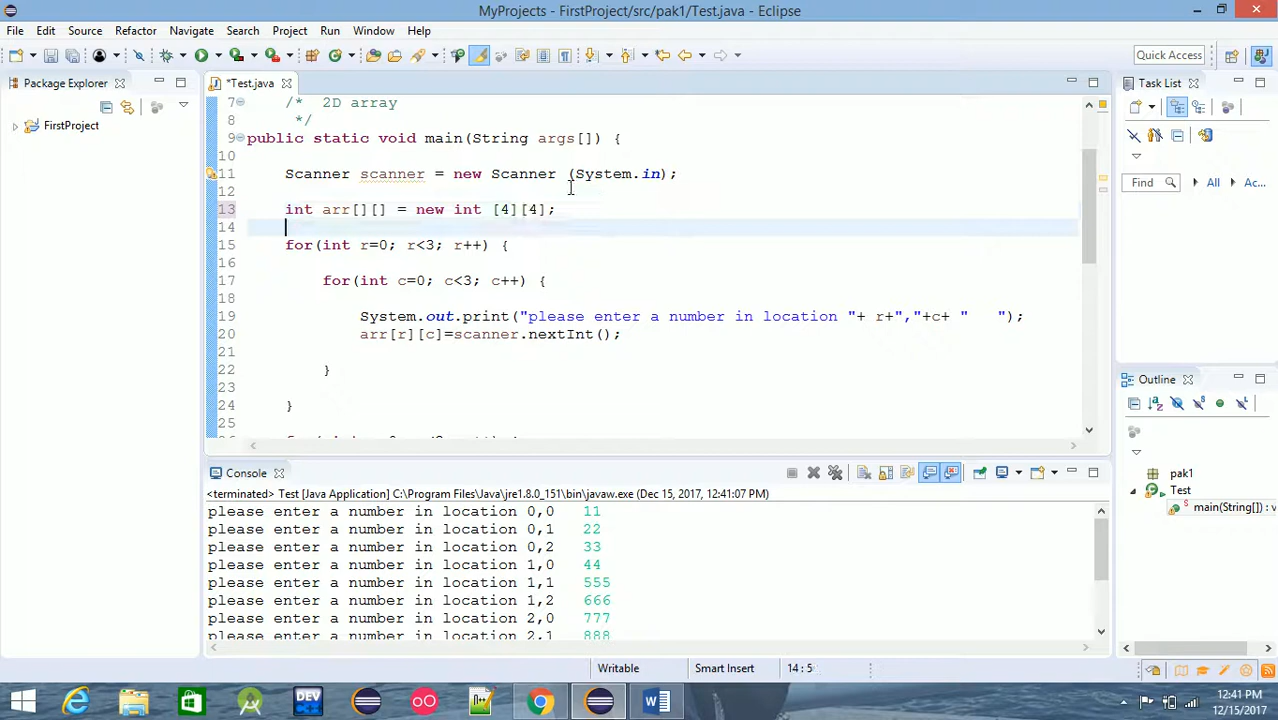 MyProjects - FirstProject/src/pak1/Test.java - Eclipse
File Edit Source Refactor Navigate Search Project Run Window Help
Quick Access
Package Explorer
*Test.java
Task List
FirstProject
7 /* 2D array
8 */
9 public static void main(String args[]) {
10
11 Scanner scanner = new Scanner (System.in);
12
13 int arr[][] = new int [4][4];
14
15 for(int r=0; r<3; r++) {
16
17 for(int c=0; c<3; c++) {
18
19 System.out.print("please enter a number in location "+ r+","+c+ "   ");
20 arr[r][c]=scanner.nextInt();
21
22 }
23
24 }
25
Find
All
Activ...
Outline
pak1
Test
main(String[]) : v
Console
<terminated> Test [Java Application] C:\Program Files\Java\jre1.8.0_151\bin\javaw.exe (Dec 15, 2017, 12:41:07 PM)
please enter a number in location 0,0   11
please enter a number in location 0,1   22
please enter a number in location 0,2   33
please enter a number in location 1,0   44
please enter a number in location 1,1   555
please enter a number in location 1,2   666
please enter a number in location 2,0   777
please enter a number in location 2,1   888
Writable
Smart Insert
14 : 5
DEV
12:41 PM
12/15/2017